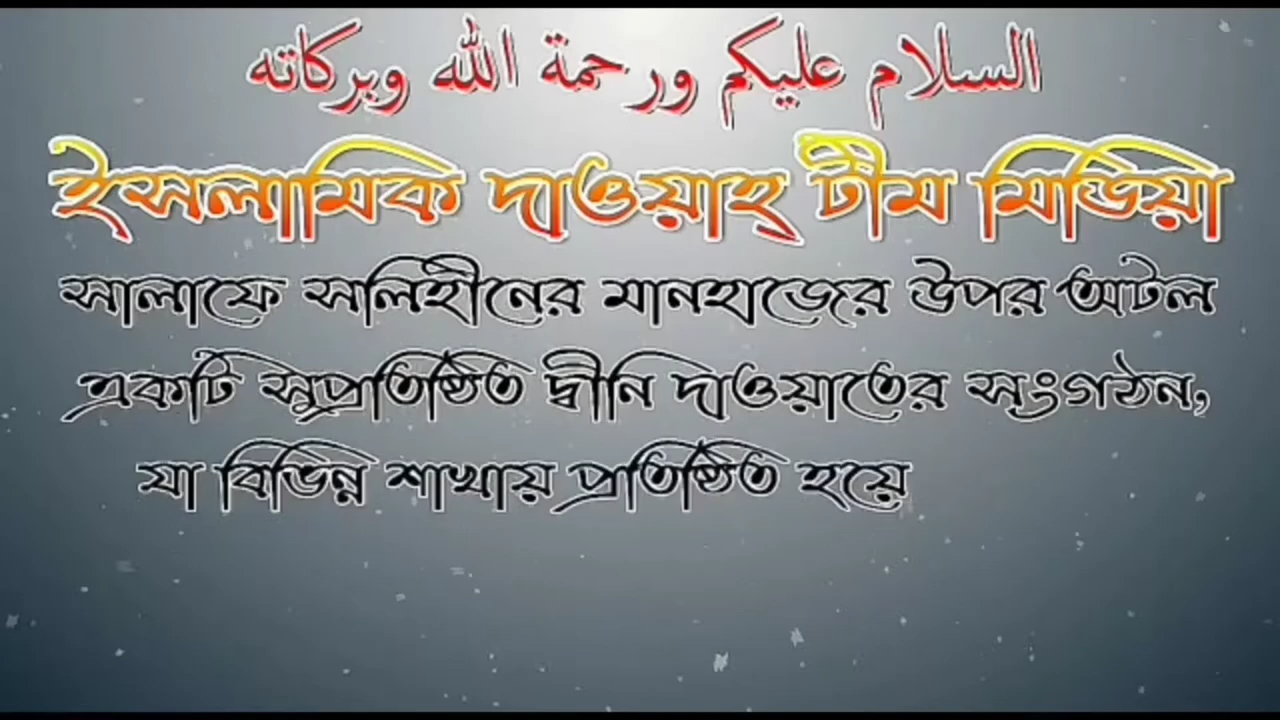 السلام عليكم ورحمة الله وبركاته
ইসলামিক দাওয়াহ্ টীম মিডিয়া
সালাফে সলিহীনের মানহাজের উপর অটল
একটি সুপ্রতিষ্ঠিত দ্বীনি দাওয়াতের সংগঠন,
যা বিভিন্ন শাখায় প্রতিষ্ঠিত হয়ে